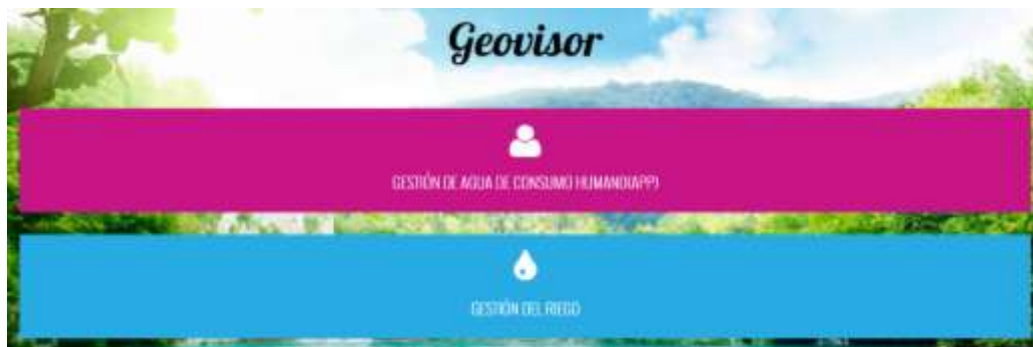 Geovisor
GESTIÓN DE AGUA DE CONSUMO HUMANO(APP)
GESTIÓN DEL RIEGO